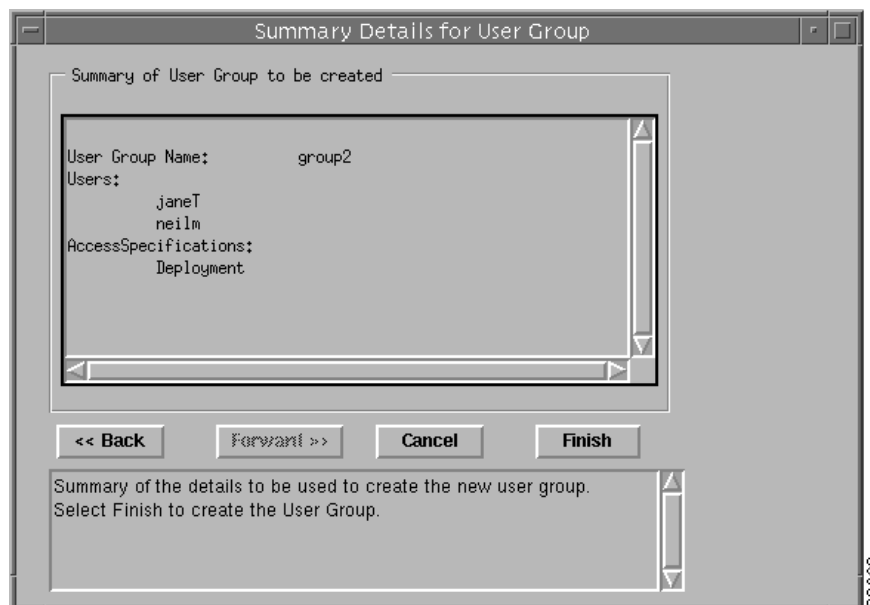 Summary Details for User Group
Summary of User Group to be created
User Group Name: group2
Users:
janeT
neilm
AccessSpecifications:
Deployment
<< Back Forward >> Cancel Finish
Summary of the details to be used to create the new user group.
Select Finish to create the User Group.